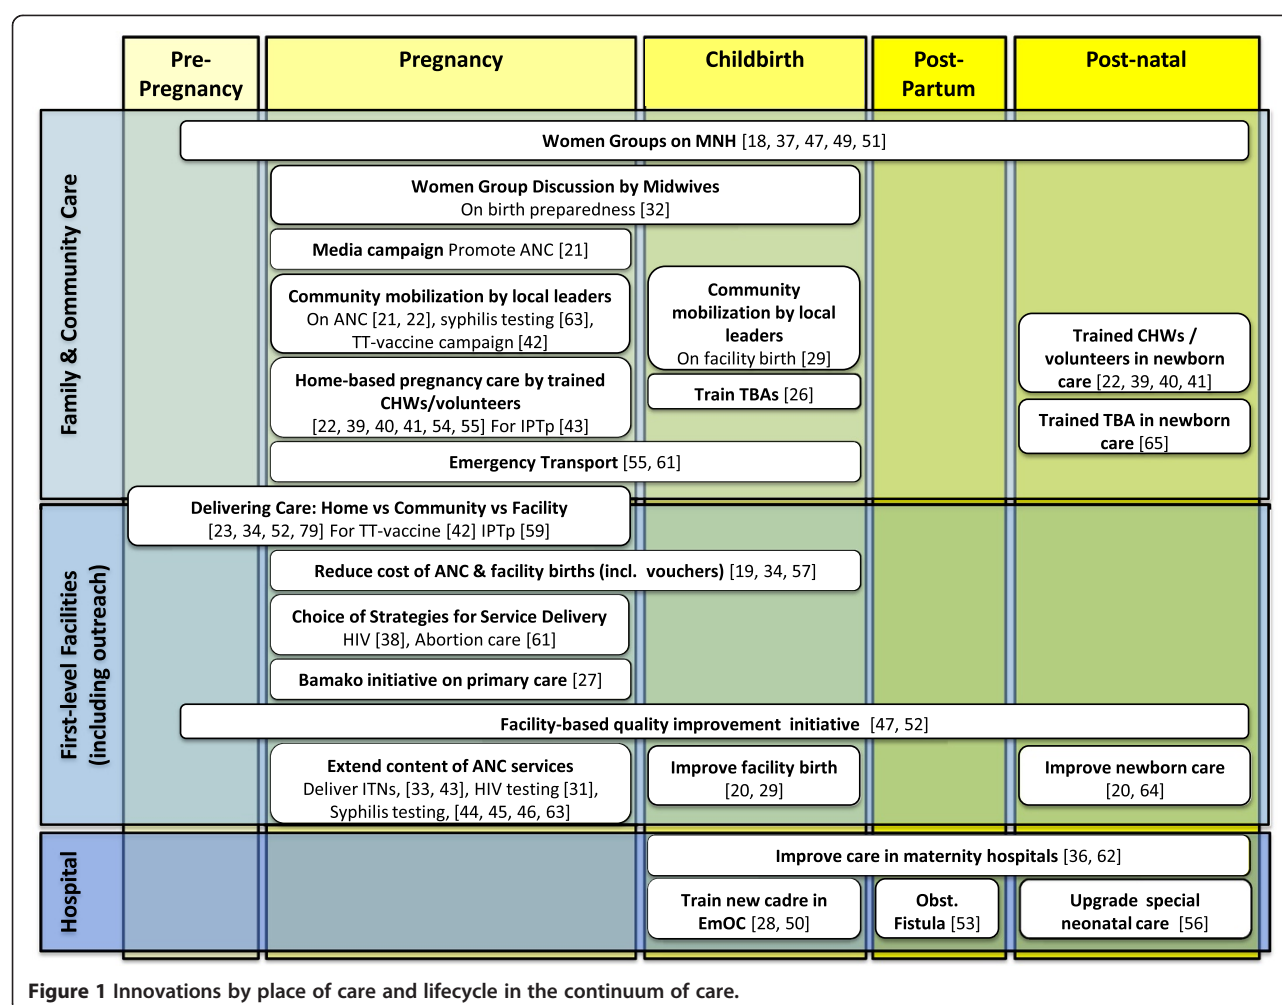 Pre-
Pregnancy
Pregnancy
Childbirth
Post-
Partum
Post-natal
Family & Community Care
Women Groups on MNH [18, 37, 47, 49, 51]
Women Group Discussion by Midwives
On birth preparedness [32]
Media campaign Promote ANC [21]
Community mobilization by local leaders
On ANC [21, 22], syphilis testing [63],
TT-vaccine campaign [42]
Community
mobilization by local
leaders
On facility birth [29]
Trained CHWs /
volunteers in newborn
care [22, 39, 40, 41]
Home-based pregnancy care by trained
CHWs/volunteers
[22, 39, 40, 41, 54, 55] For IPTp [43]
Train TBAs [26]
Trained TBA in newborn
care [65]
Emergency Transport [55, 61]
Delivering Care: Home vs Community vs Facility
[23, 34, 52, 79] For TT-vaccine [42] IPTp [59]
First-level Facilities
(including outreach)
Reduce cost of ANC & facility births (incl. vouchers) [19, 34, 57]
Choice of Strategies for Service Delivery
HIV [38], Abortion care [61]
Bamako initiative on primary care [27]
Facility-based quality improvement initiative [47, 52]
Extend content of ANC services
Deliver ITNs, [33, 43], HIV testing [31],
Syphilis testing, [44, 45, 46, 63]
Improve facility birth
[20, 29]
Improve newborn care
[20, 64]
Hospital
Improve care in maternity hospitals [36, 62]
Train new cadre in
EmOC [28, 50]
Obst.
Fistula [53]
Upgrade special
neonatal care [56]
Figure 1 Innovations by place of care and lifecycle in the continuum of care.